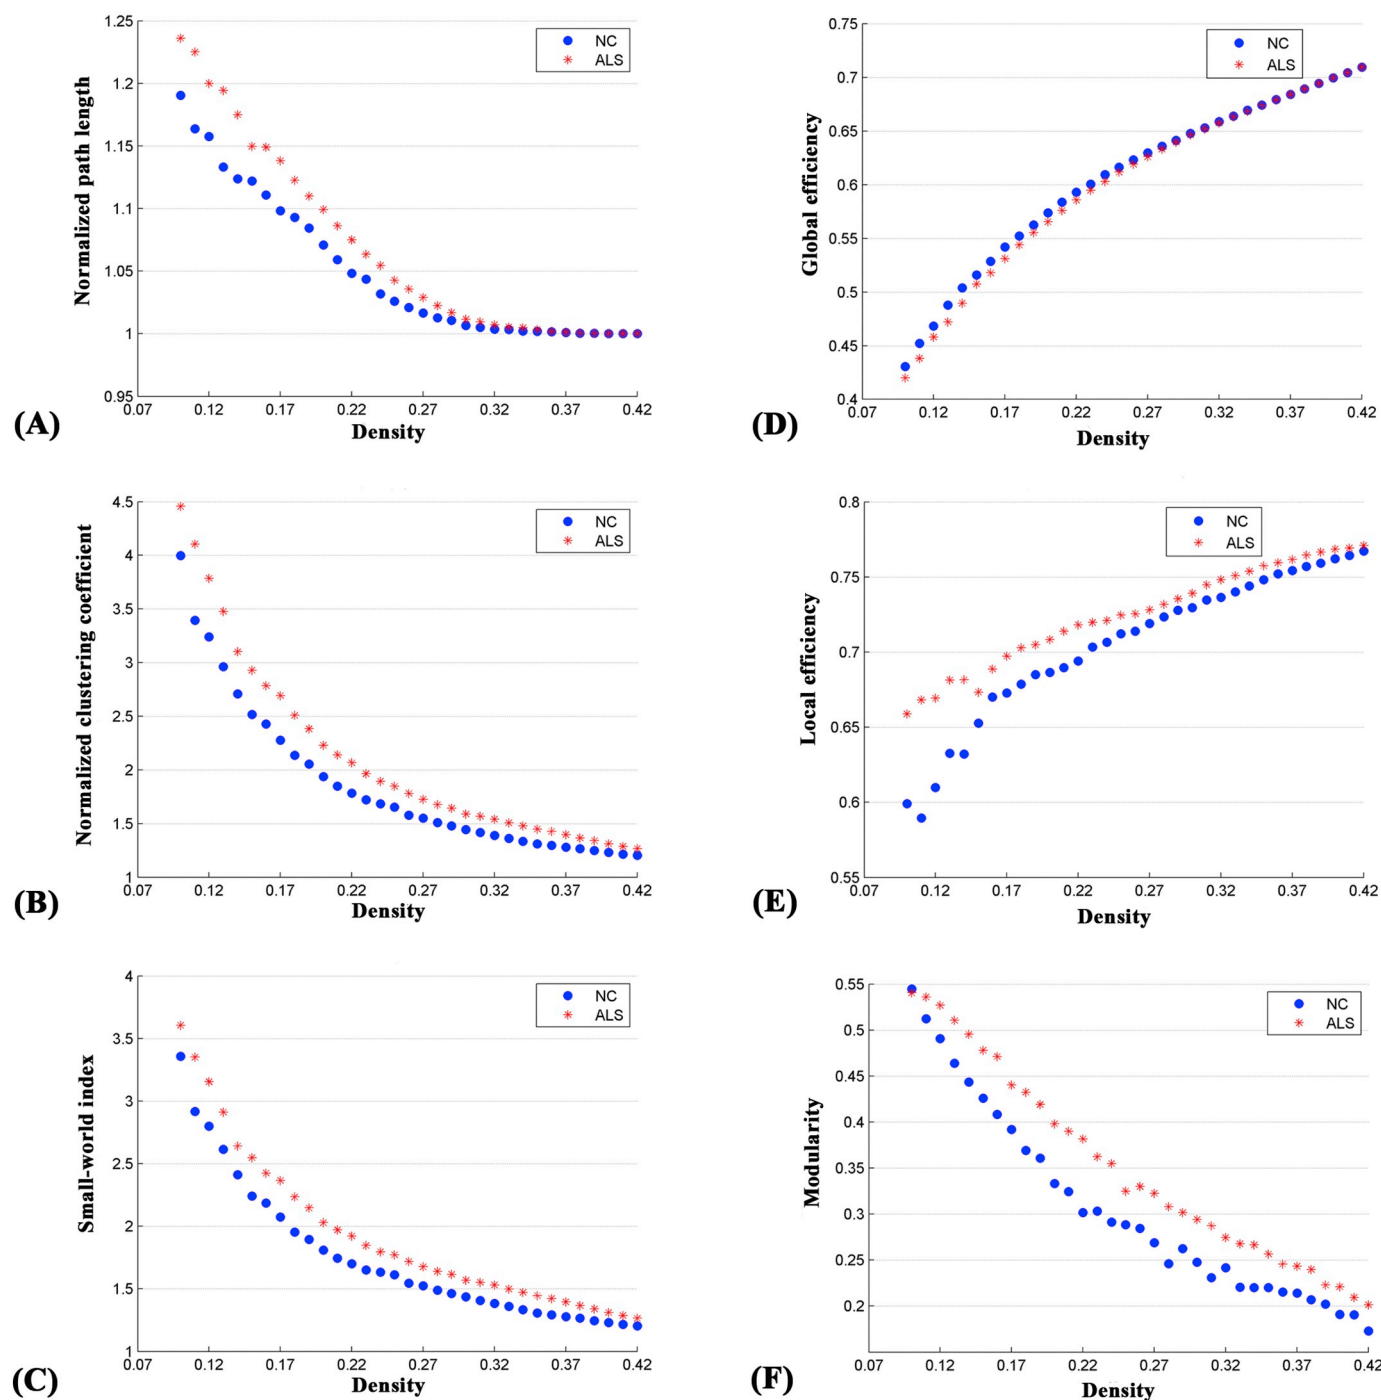 1.25
1.2
1.15
1.1
1.05
1
0.95
0.07 0.12 0.17 0.22 0.27 0.32 0.37 0.42
Normalized path length
Density
NC
ALS
(A)
0.75
0.7
0.65
0.6
0.55
0.5
0.45
0.4
0.07 0.12 0.17 0.22 0.27 0.32 0.37 0.42
Global efficiency
Density
NC
ALS
(D)
4.5
4
3.5
3
2.5
2
1.5
1
0.07 0.12 0.17 0.22 0.27 0.32 0.37 0.42
Normalized clustering coefficient
Density
NC
ALS
(B)
0.8
0.75
0.7
0.65
0.6
0.55
0.07 0.12 0.17 0.22 0.27 0.32 0.37 0.42
Local efficiency
Density
NC
ALS
(E)
4
3.5
3
2.5
2
1.5
1
0.07 0.12 0.17 0.22 0.27 0.32 0.37 0.42
Small-world index
Density
NC
ALS
(C)
0.55
0.5
0.45
0.4
0.35
0.3
0.25
0.2
0.07 0.12 0.17 0.22 0.27 0.32 0.37 0.42
Modularity
Density
NC
ALS
(F)